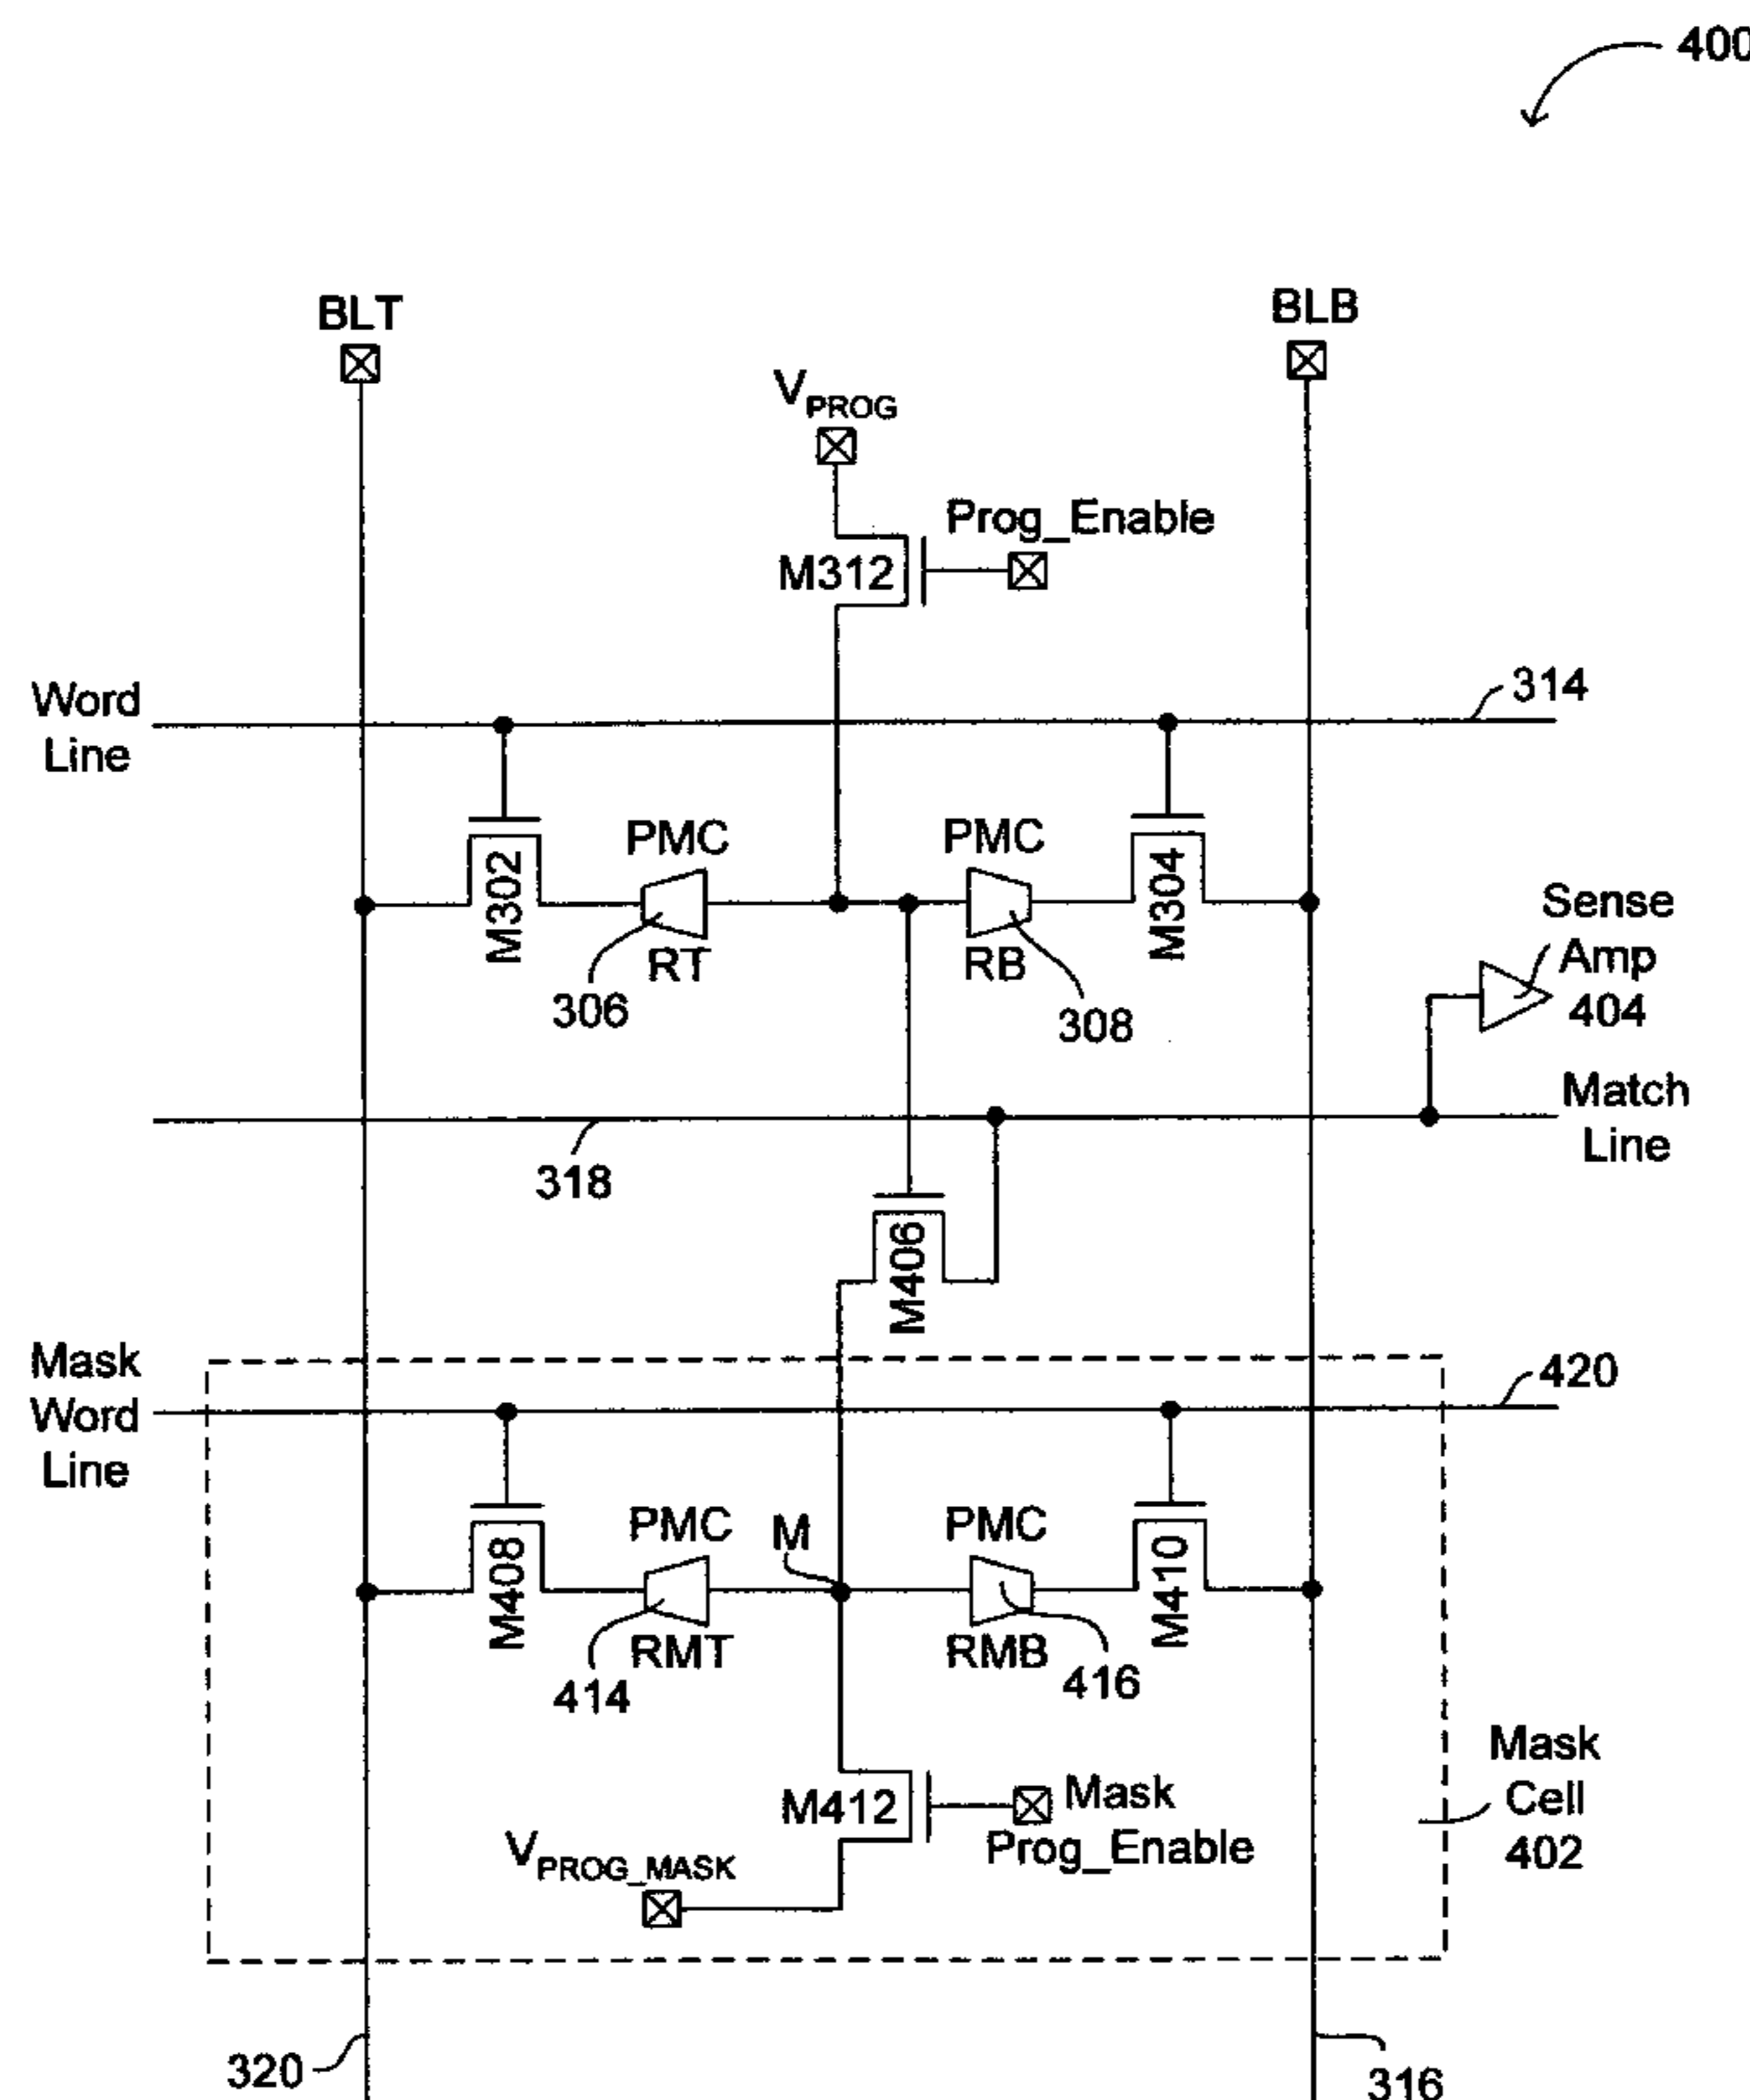 400
BLT
BLB
VPROG
Prog_Enable
M312
Word
Line
314
M302
PMC
RT
306
PMC
RB
308
M304
Sense
Amp
404
Match
Line
318
M406
Mask
Word
Line
420
M408
PMC
RMT
414
M
PMC
RMB
416
M410
M412
Mask
Prog_Enable
VPROG_MASK
Mask
Cell
402
320
316